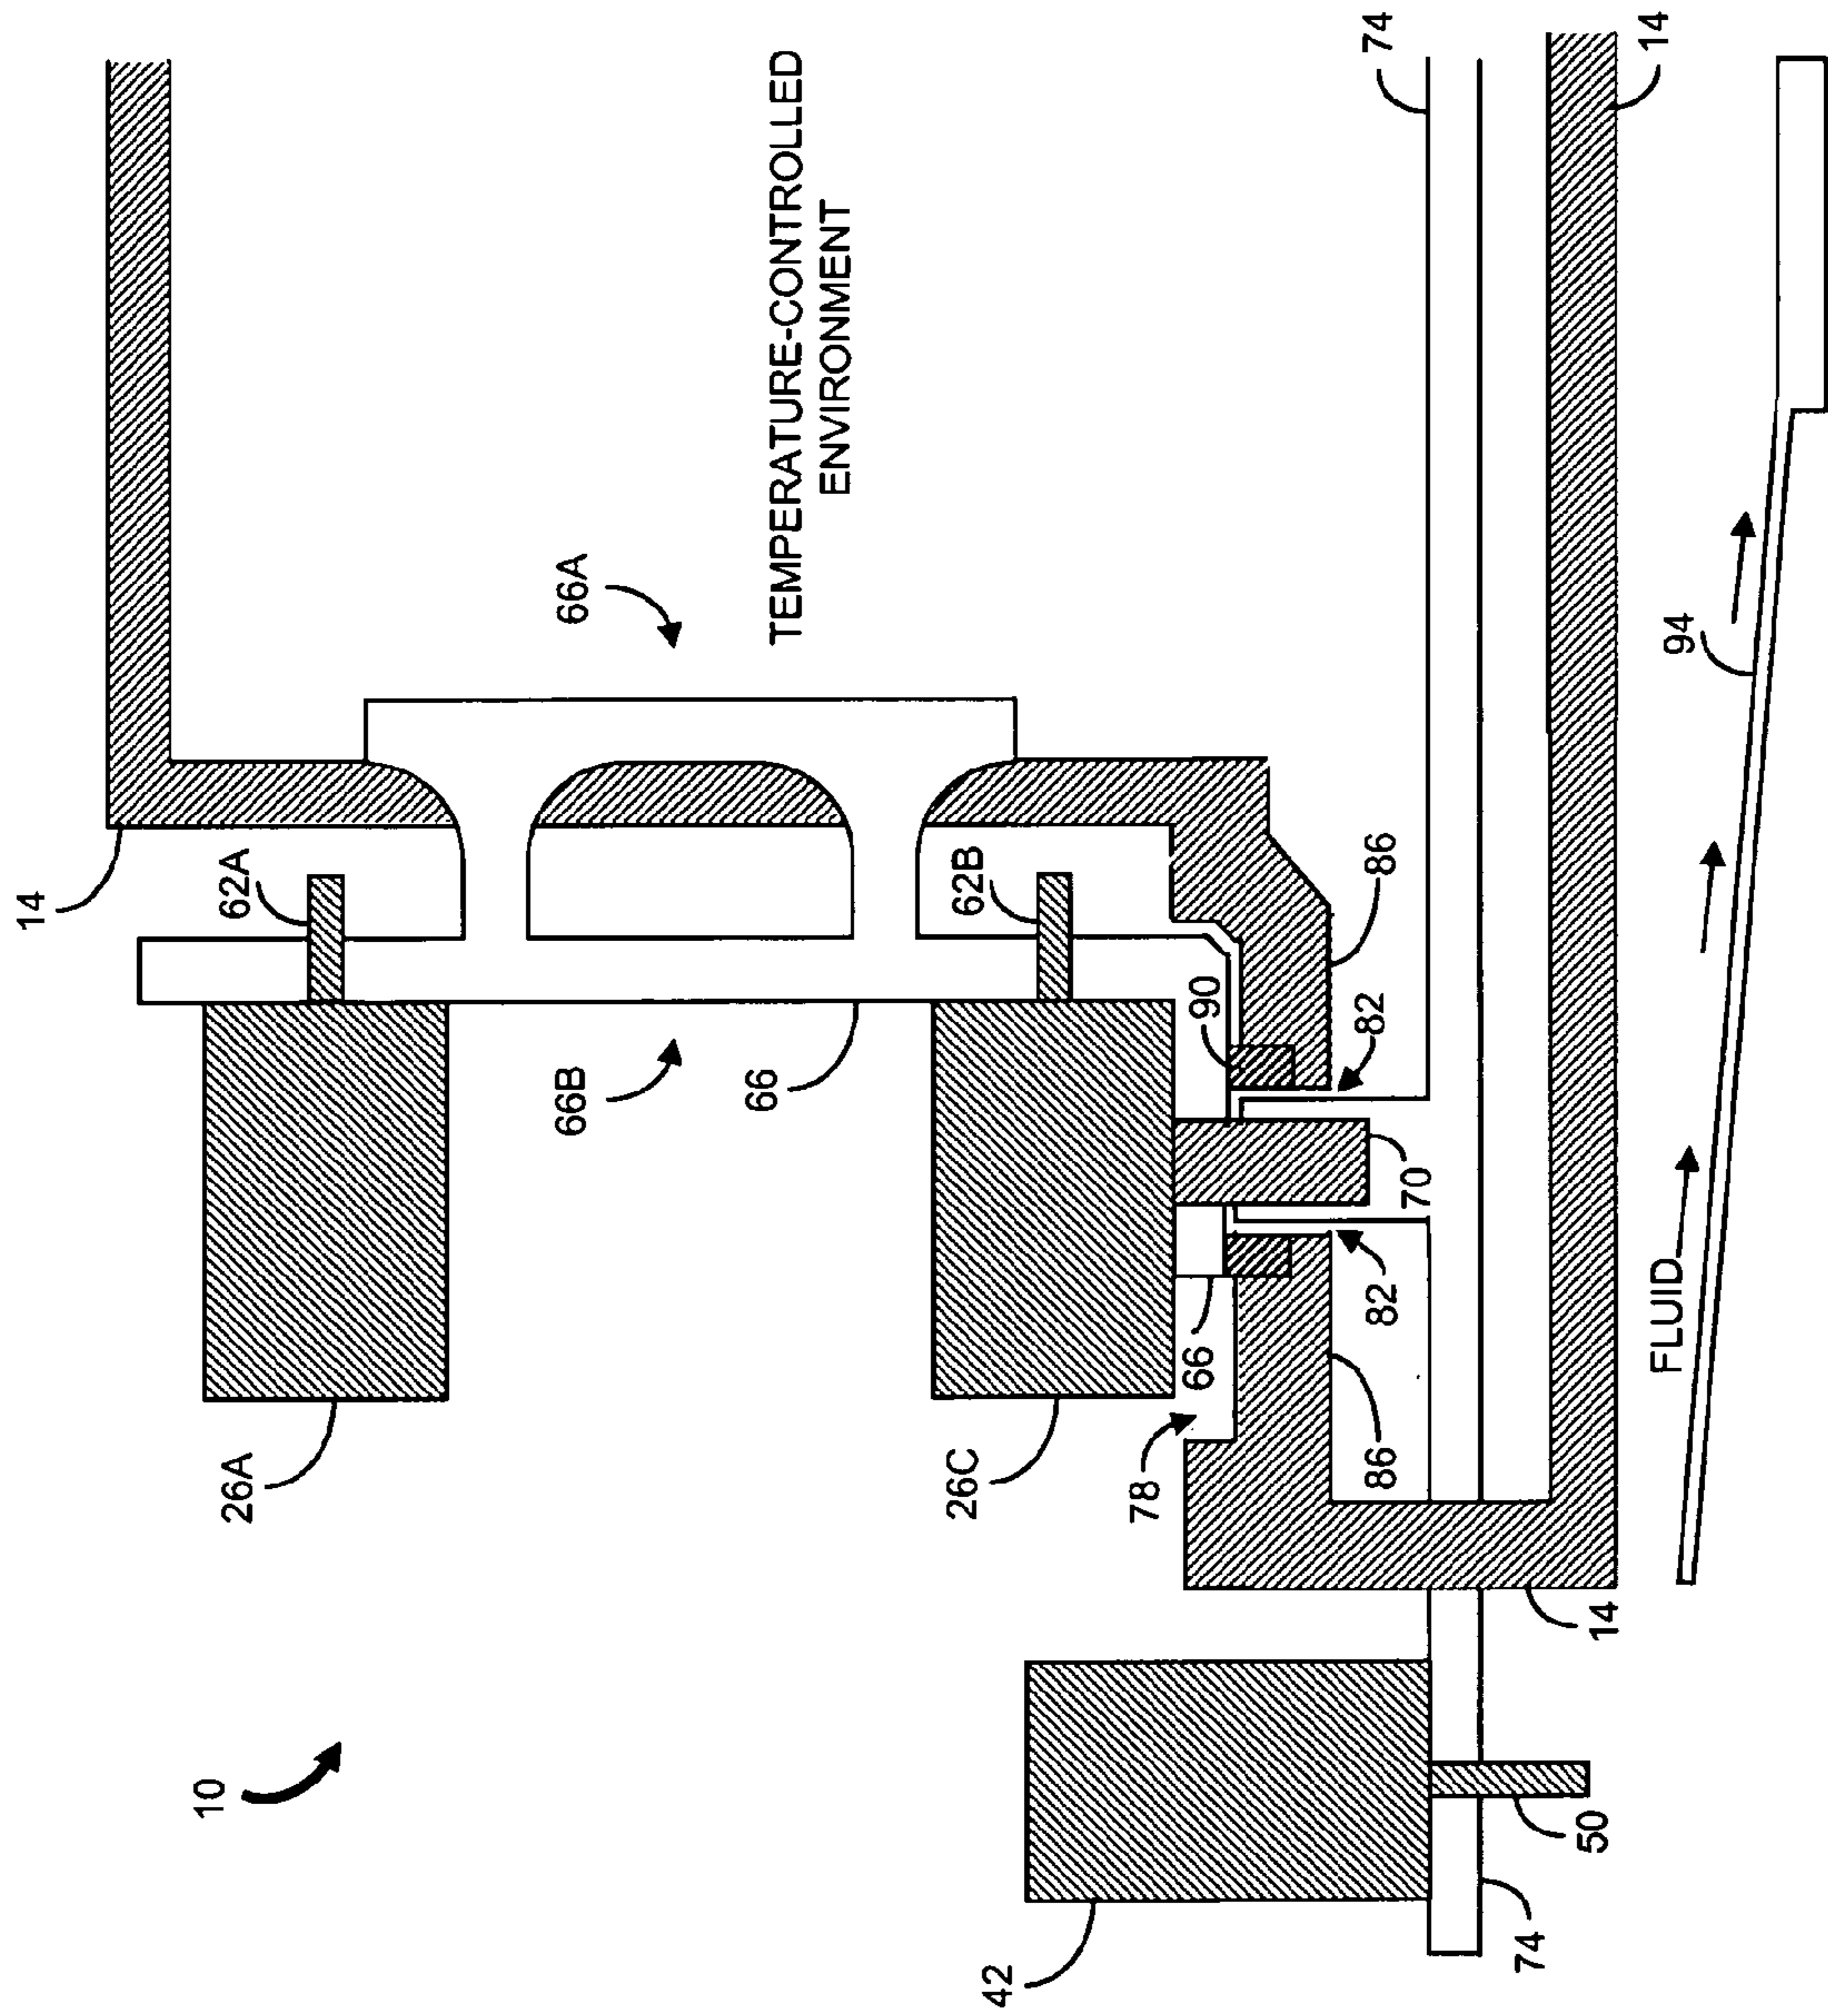 14
10
26A
62A
66B
66A
66
TEMPERATURE-CONTROLLED
ENVIRONMENT
42
26C
62B
78
66
90
86
82
82
86
74
70
74
50
14
14
FLUID
94